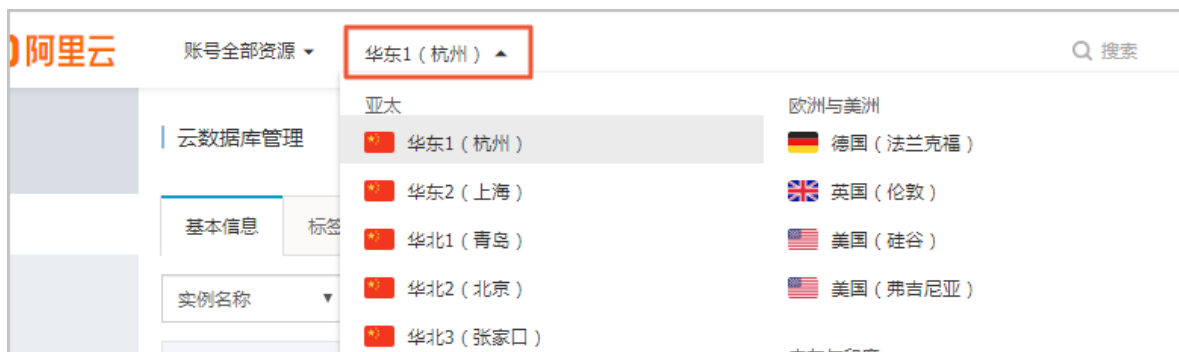 阿里云 账号全部资源 华东1（杭州） 搜索
亚太 欧洲与美洲
云数据库管理 华东1（杭州） 德国（法兰克福）
华东2（上海） 英国（伦敦）
基本信息 标签 华北1（青岛） 美国（硅谷）
实例名称 华北2（北京） 美国（弗吉尼亚）
华北3（张家口）